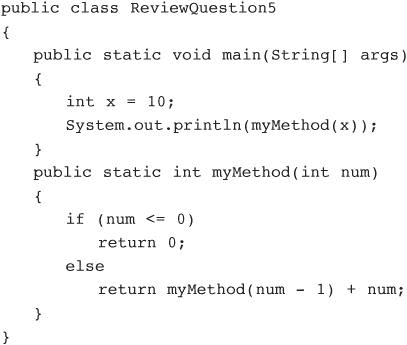 public class ReviewQuestion5
{
    public static void main(String[] args)
    {
        int x = 10;
        System.out.println(myMethod(x));
    }
    public static int myMethod(int num)
    {
        if (num <= 0)
            return 0;
        else
            return myMethod(num - 1) + num;
    }
}